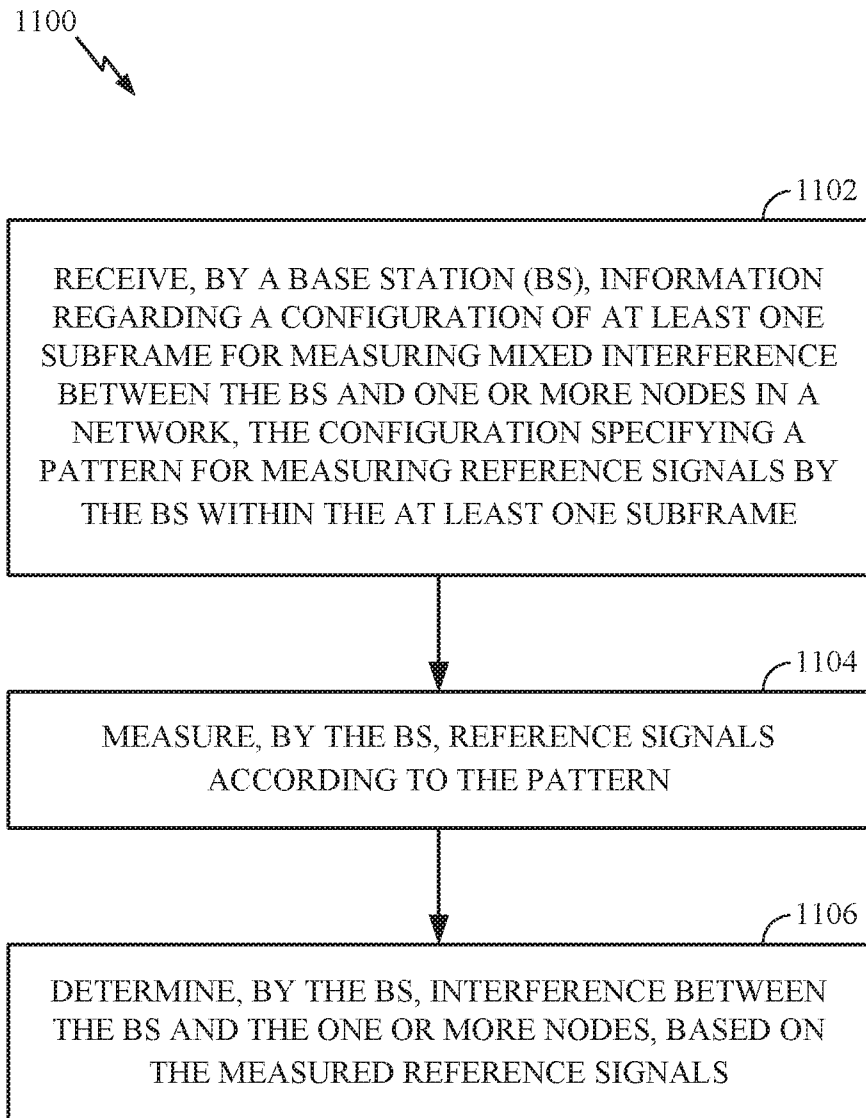 1100
1102
RECEIVE, BY A BASE STATION (BS), INFORMATION
REGARDING A CONFIGURATION OF AT LEAST ONE
SUBFRAME FOR MEASURING MIXED INTERFERENCE
BETWEEN THE BS AND ONE OR MORE NODES IN A
NETWORK, THE CONFIGURATION SPECIFYING A
PATTERN FOR MEASURING REFERENCE SIGNALS BY
THE BS WITHIN THE AT LEAST ONE SUBFRAME
1104
MEASURE, BY THE BS, REFERENCE SIGNALS
ACCORDING TO THE PATTERN
1106
DETERMINE, BY THE BS, INTERFERENCE BETWEEN
THE BS AND THE ONE OR MORE NODES, BASED ON
THE MEASURED REFERENCE SIGNALS